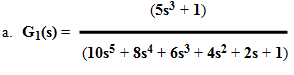 (5s³ + 1)
a. G₁(s) =
(10s⁵ + 8s⁴ + 6s³ + 4s² + 2s + 1)